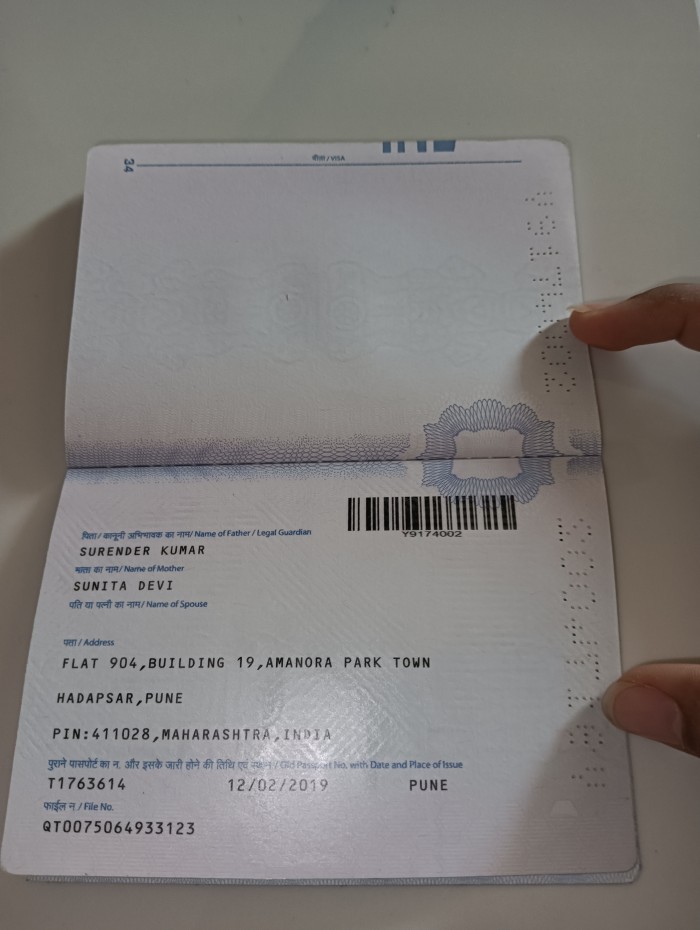 34
वीज़ा / VISA
Y9174002
पिता / कानूनी अभिभावक का नाम / Name of Father / Legal Guardian
SURENDER KUMAR
माता का नाम / Name of Mother
SUNITA DEVI
पति या पत्नी का नाम / Name of Spouse
पता / Address
FLAT 904,BUILDING 19,AMANORA PARK TOWN
HADAPSAR,PUNE
PIN:411028,MAHARASHTRA,INDIA
पुराने पासपोर्ट का न. और इसके जारी होने की तिथि एवं स्थान / Old Passport No. with Date and Place of Issue
T1763614 12/02/2019 PUNE
फाईल न. / File No.
QT0075064933123